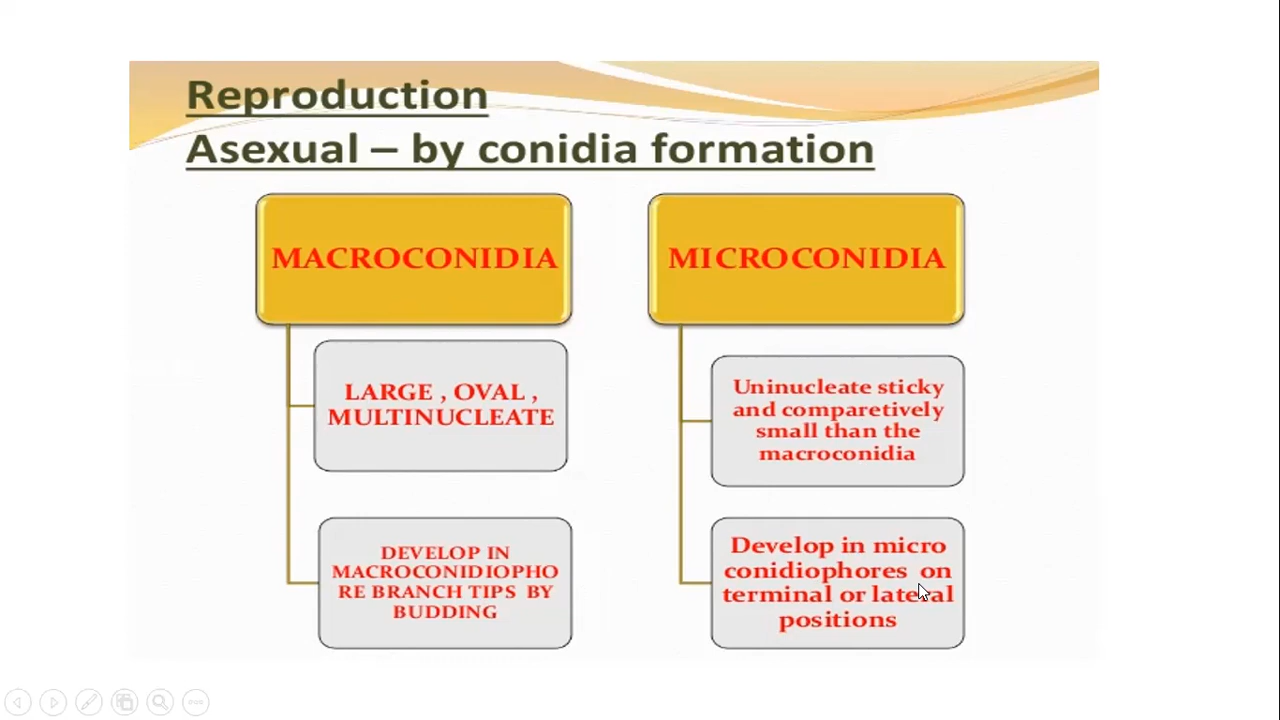 Reproduction
Asexual – by conidia formation
MACROCONIDIA
LARGE , OVAL ,
MULTINUCLEATE
DEVELOP IN
MACROCONIDIOPHO
RE BRANCH TIPS BY
BUDDING
MICROCONIDIA
Uninucleate sticky
and comparetively
small than the
macroconidia
Develop in micro
conidiophores on
terminal or lateral
positions